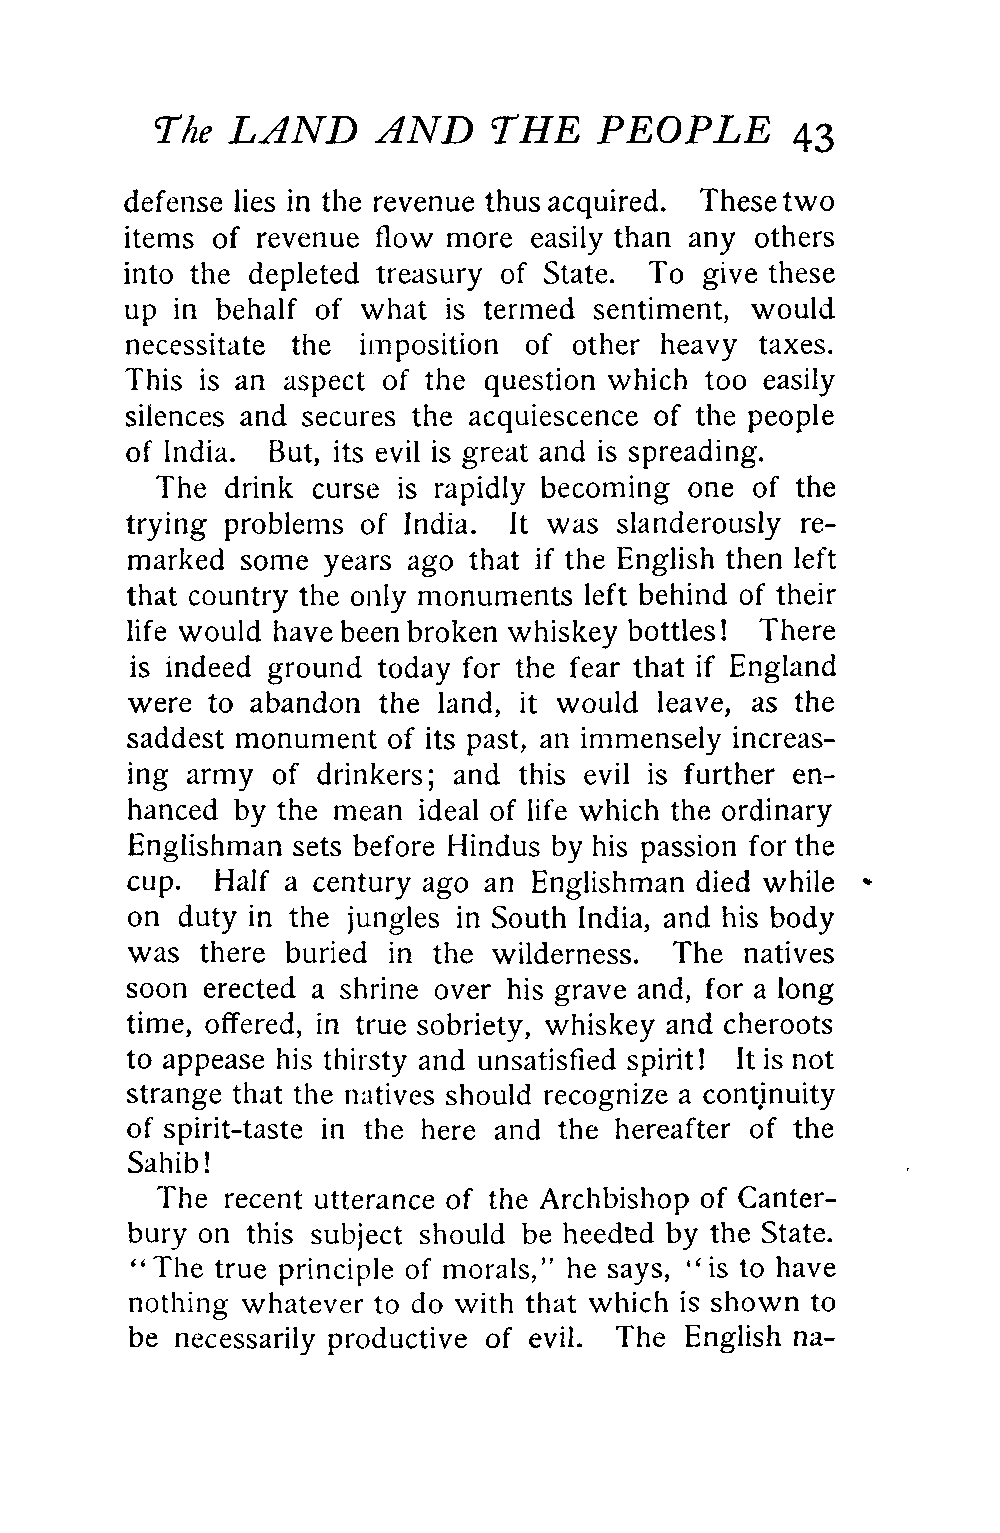 The LAND AND THE PEOPLE 43
defense lies in the revenue thus acquired. These two
items of revenue flow more easily than any others
into the depleted treasury of State. To give these
up in behalf of what is termed sentiment, would
necessitate the imposition of other heavy taxes.
This is an aspect of the question which too easily
silences and secures the acquiescence of the people
of India. But, its evil is great and is spreading.
The drink curse is rapidly becoming one of the
trying problems of India. It was slanderously re-
marked some years ago that if the English then left
that country the only monuments left behind of their
life would have been broken whiskey bottles! There
is indeed ground today for the fear that if England
were to abandon the land, it would leave, as the
saddest monument of its past, an immensely increas-
ing army of drinkers; and this evil is further en-
hanced by the mean ideal of life which the ordinary
Englishman sets before Hindus by his passion for the
cup. Half a century ago an Englishman died while
on duty in the jungles in South India, and his body
was there buried in the wilderness. The natives
soon erected a shrine over his grave and, for a long
time, offered, in true sobriety, whiskey and cheroots
to appease his thirsty and unsatisfied spirit! It is not
strange that the natives should recognize a continuity
of spirit-taste in the here and the hereafter of the
Sahib!
The recent utterance of the Archbishop of Canter-
bury on this subject should be heeded by the State.
"The true principle of morals," he says, "is to have
nothing whatever to do with that which is shown to
be necessarily productive of evil. The English na-